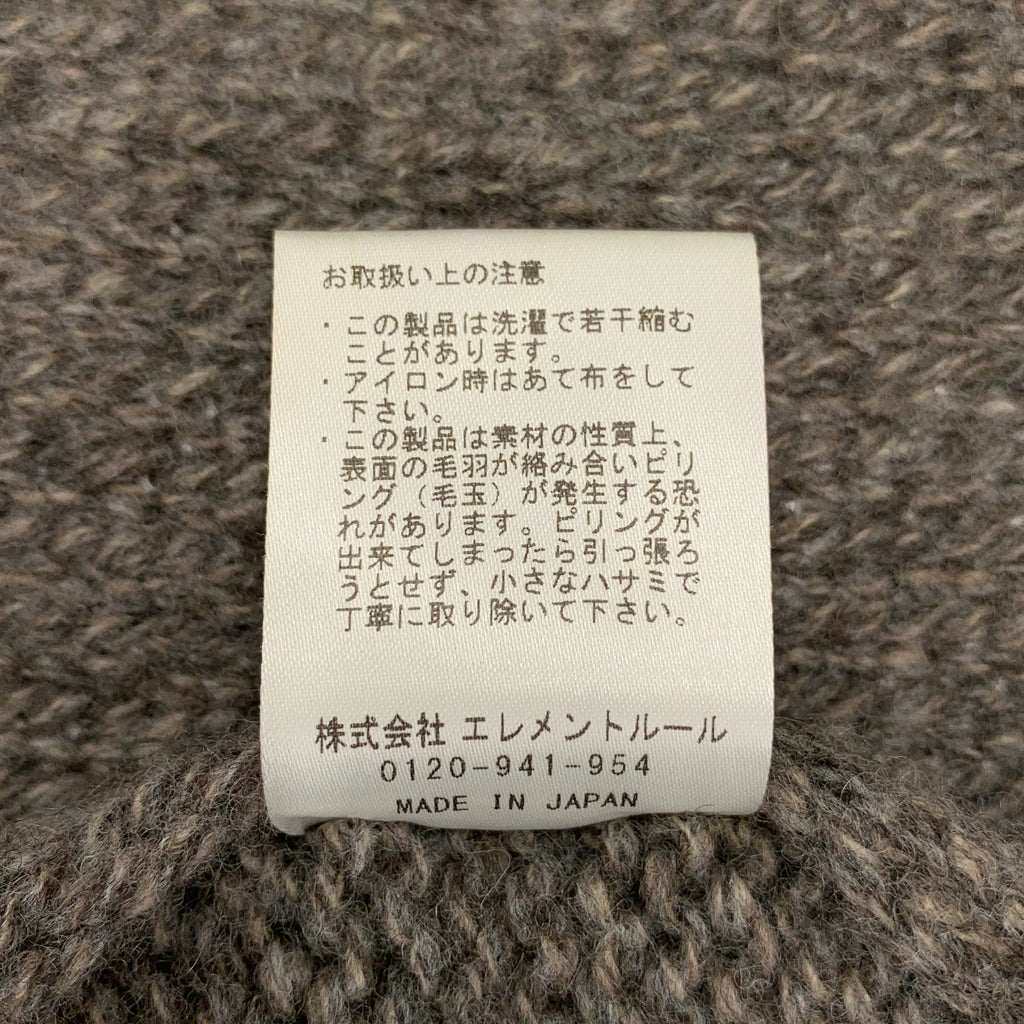 お取扱い上の注意
・この製品は洗濯で若干縮む
ことがあります。
・アイロン時はあて布をして
下さい。
・この製品は素材の性質上、
表面の毛羽が絡み合いピリ
ング（毛玉）が発生する恐
れがあります。ピリングが
出来てしまったら引っ張ろ
うとせず、小さなハサミで
丁寧に取り除いて下さい。
株式会社 エレメントルール
0120-941-954
MADE IN JAPAN